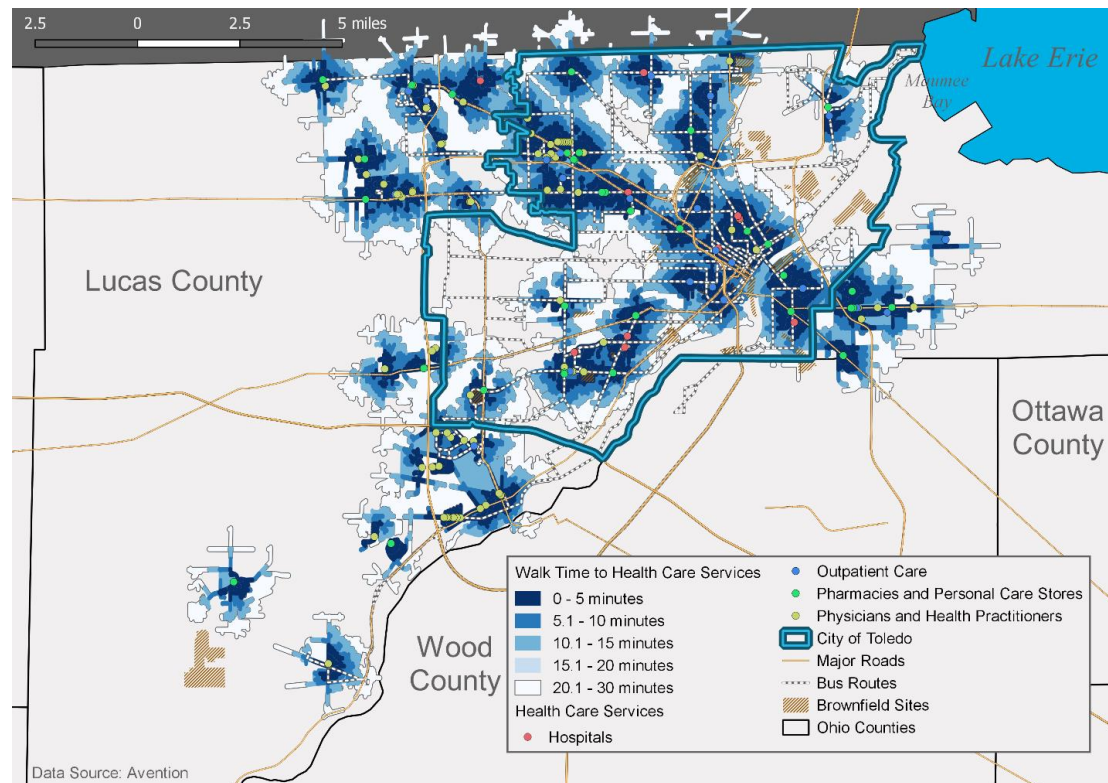 2.5 0 2.5 5 miles
Lake Erie
Maumee
Bay
Lucas County
Ottawa
County
Wood
County
Walk Time to Health Care Services
0 - 5 minutes
5.1 - 10 minutes
10.1 - 15 minutes
15.1 - 20 minutes
20.1 - 30 minutes
Health Care Services
Hospitals
Outpatient Care
Pharmacies and Personal Care Stores
Physicians and Health Practitioners
City of Toledo
Major Roads
Bus Routes
Brownfield Sites
Ohio Counties
Data Source: Avention